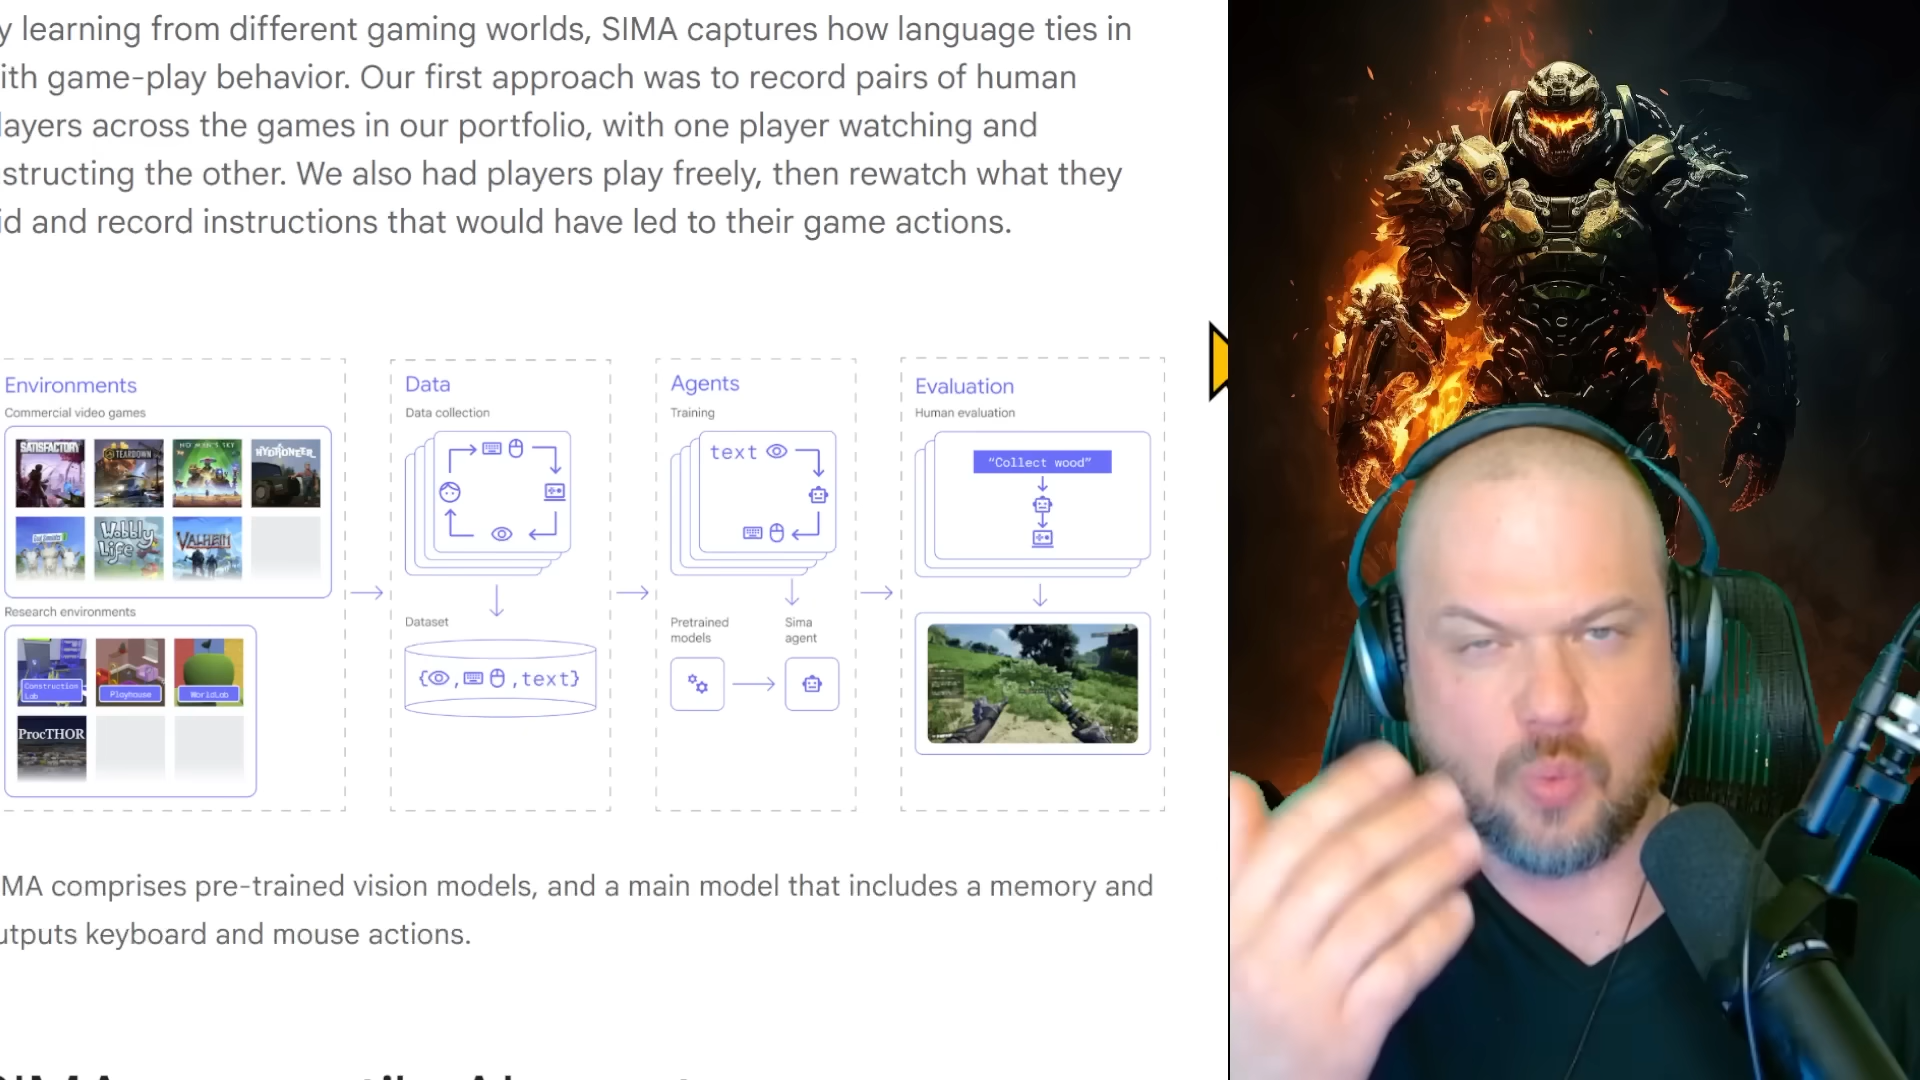 y learning from different gaming worlds, SIMA captures how language ties in
ith game-play behavior. Our first approach was to record pairs of human
layers across the games in our portfolio, with one player watching and
structing the other. We also had players play freely, then rewatch what they
id and record instructions that would have led to their game actions.
Environments
Commercial video games
SATISFACTORY
TEARDOWN
NO MAN'S SKY
HYDRONEER
Wobbly Life
VALHEIM
Research environments
Construction Lab
Playhouse
WorldLab
ProcTHOR
Data
Data collection
Dataset
{ , ,text}
Agents
Training
text
Pretrained models
Sima agent
Evaluation
Human evaluation
“Collect wood”
MA comprises pre-trained vision models, and a main model that includes a memory and
utputs keyboard and mouse actions.